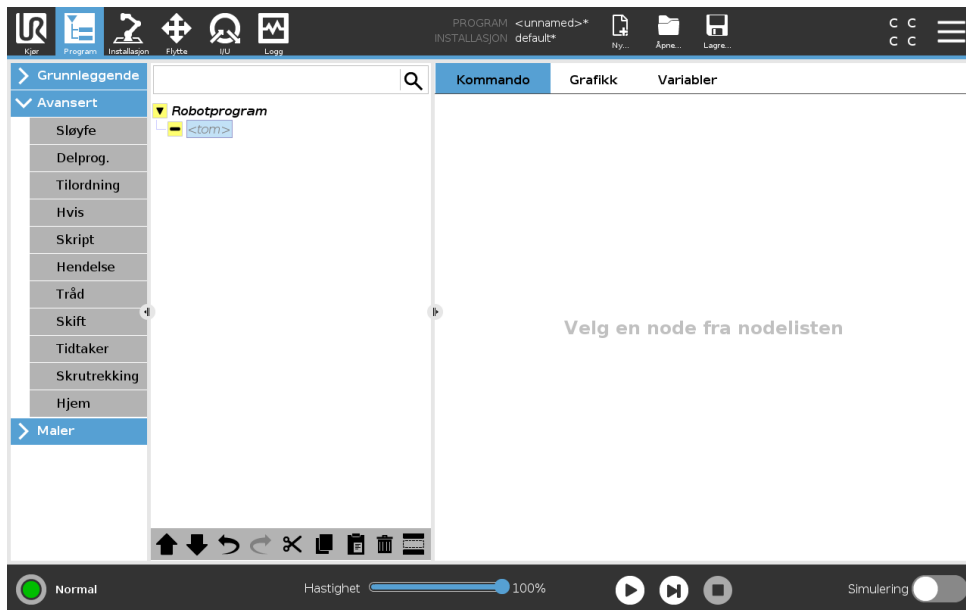 UR
Kjør
Program
Installasjon
Flytte
I/U
Logg
PROGRAM <unnamed>*
INSTALLASJON default*
Ny...
Åpne...
Lagre...
C C
C C
Grunnleggende
Avansert
Sløyfe
Delprog.
Tilordning
Hvis
Skript
Hendelse
Tråd
Skift
Tidtaker
Skrutrekking
Hjem
Maler
Robotprogram
<tom>
Kommando
Grafikk
Variabler
Velg en node fra nodelisten
Normal
Hastighet
100%
Simulering